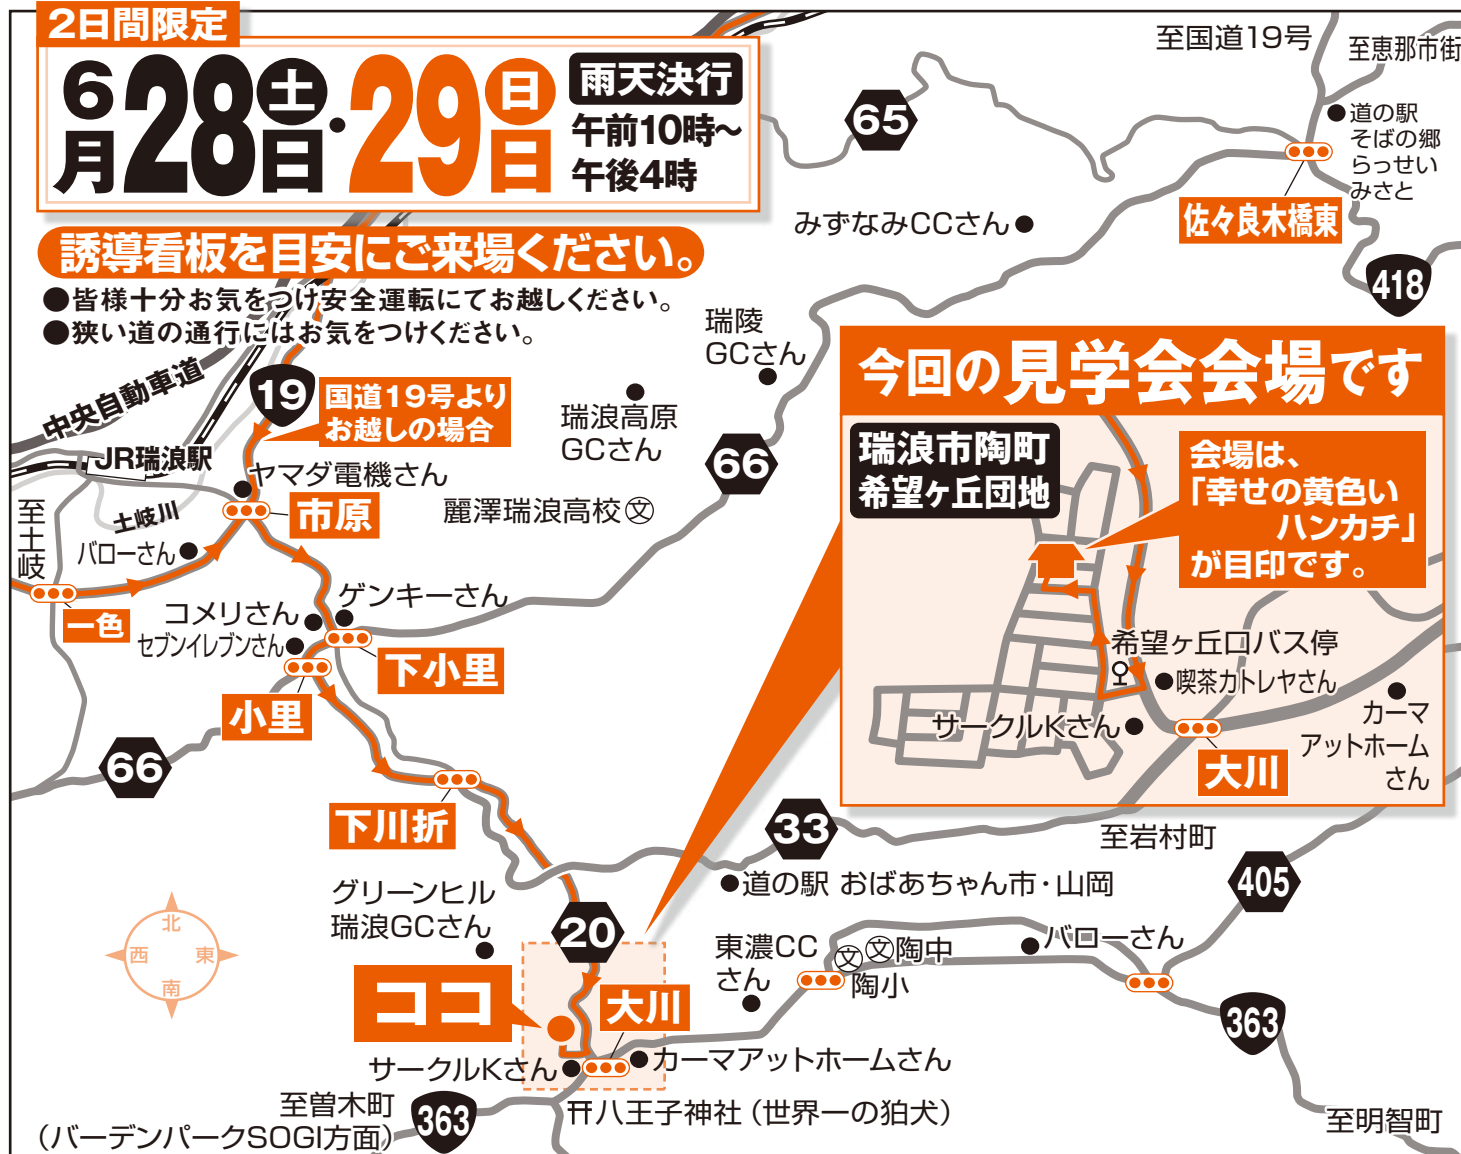 2日間限定
6月28日土・29日日
雨天決行
午前10時〜
午後4時
誘導看板を目安にご来場ください。
●皆様十分お気をつけ安全運転にてお越しください。
●狭い道の通行にはお気をつけください。
至国道19号
至恵那市街
道の駅
そばの郷
らっせい
みさと
佐々良木橋東
65
418
みずなみCCさん
瑞陵
GCさん
瑞浪高原
GCさん
66
麗澤瑞浪高校
文
中央自動車道
19
国道19号より
お越しの場合
JR瑞浪駅
ヤマダ電機さん
市原
土岐川
至土岐
バローさん
一色
コメリさん
ゲンキーさん
セブンイレブンさん
下小里
小里
66
下川折
今回の見学会会場です
瑞浪市陶町
希望ヶ丘団地
会場は、
「幸せの黄色い
ハンカチ」
が目印です。
希望ヶ丘口バス停
喫茶カトレヤさん
サークルKさん
大川
カーマ
アットホーム
さん
33
至岩村町
405
道の駅 おばあちゃん市・山岡
グリーンヒル
瑞浪GCさん
20
東濃CC
さん
文
文陶中
陶小
バローさん
363
北
西 東
南
ココ
大川
サークルKさん
カーマアットホームさん
至曽木町
(バーデンパークSOGI方面)
363
八王子神社(世界一の狛犬)
至明智町